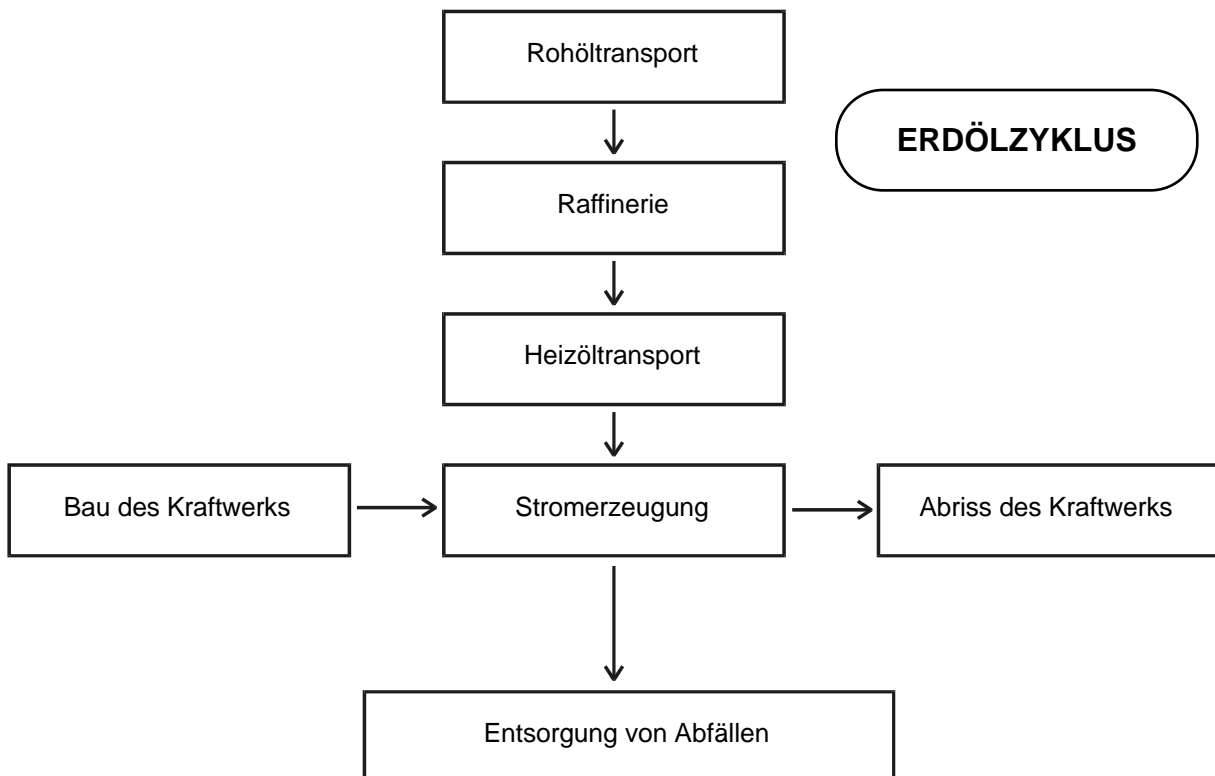 Rohöltransport
ERDÖLZYKLUS
Raffinerie
Heizöltransport
Bau des Kraftwerks
Stromerzeugung
Abriss des Kraftwerks
Entsorgung von Abfällen